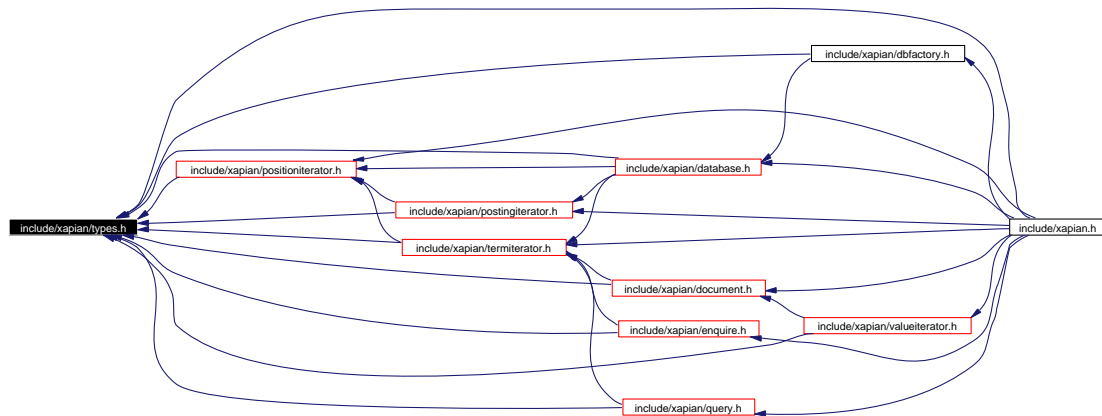 include/xapian/dbfactory.h
include/xapian/positioniterator.h
include/xapian/database.h
include/xapian/postingiterator.h
include/xapian/types.h
include/xapian.h
include/xapian/termiterator.h
include/xapian/document.h
include/xapian/enquire.h
include/xapian/valueiterator.h
include/xapian/query.h